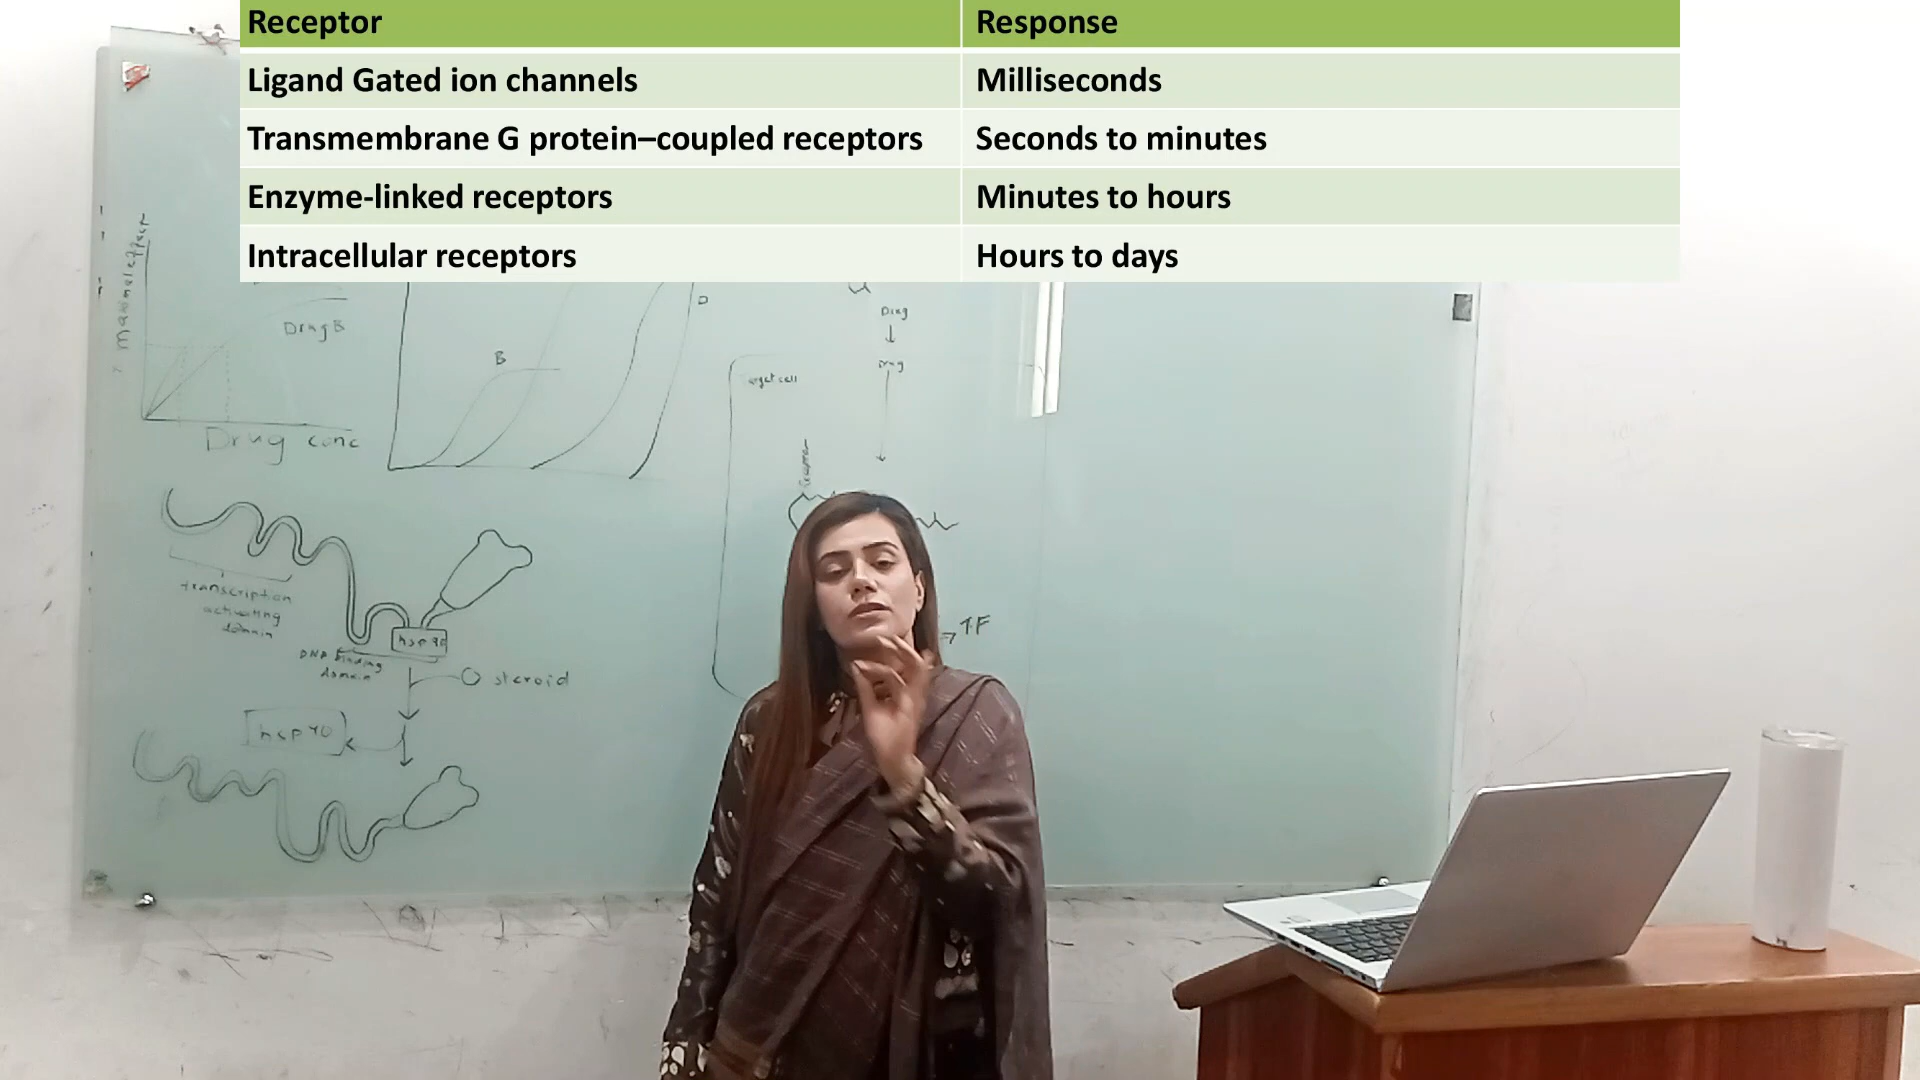 Receptor Response
Ligand Gated ion channels Milliseconds
Transmembrane G protein–coupled receptors Seconds to minutes
Enzyme-linked receptors Minutes to hours
Intracellular receptors Hours to days
Drug B
Drug conc
B
D
Drug
Drug
Target cell
transcription
activating
domain
hsp 90
DNA binding
domain
steroid
hsp 90